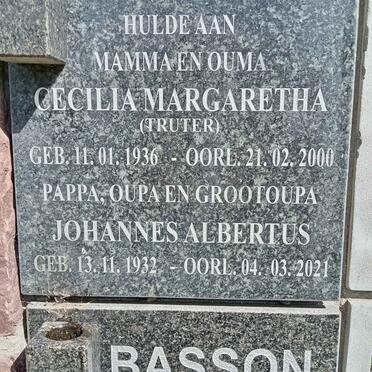 HULDE AAN
MAMMA EN OUMA
CECILIA MARGARETHA
(TRUTER)
GEB. 11. 01. 1936 - OORL. 21. 02. 2000
PAPPA, OUPA EN GROOTOUPA
JOHANNES ALBERTUS
GEB. 13. 11. 1932 - OORL. 04. 03. 2021
BASSON